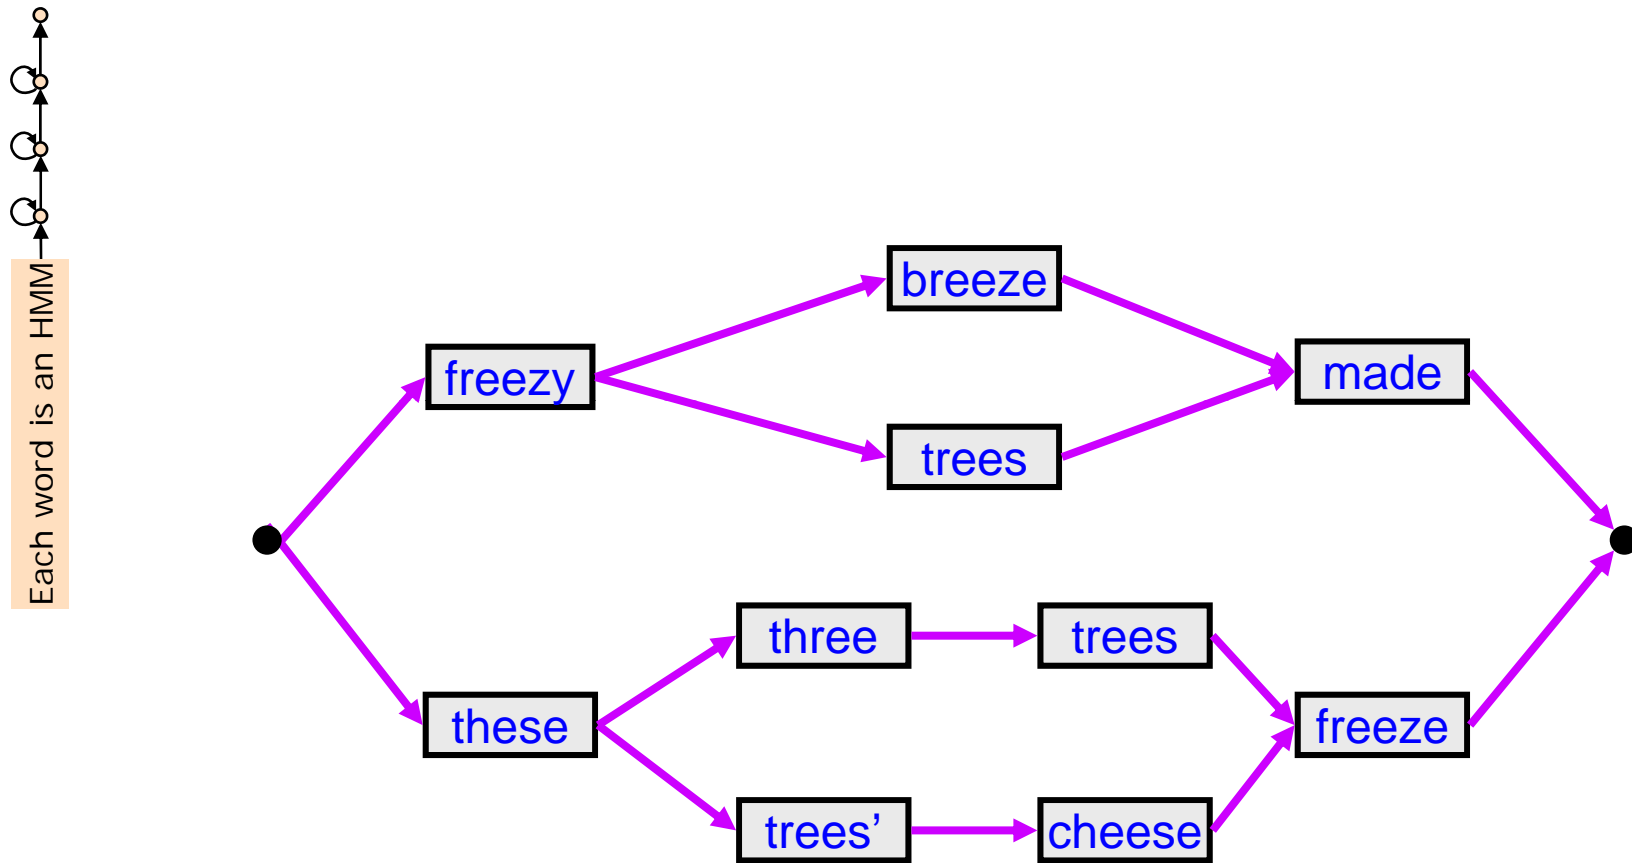 Each word is an HMM
breeze
freezy
made
trees
three
trees
these
freeze
trees’
cheese